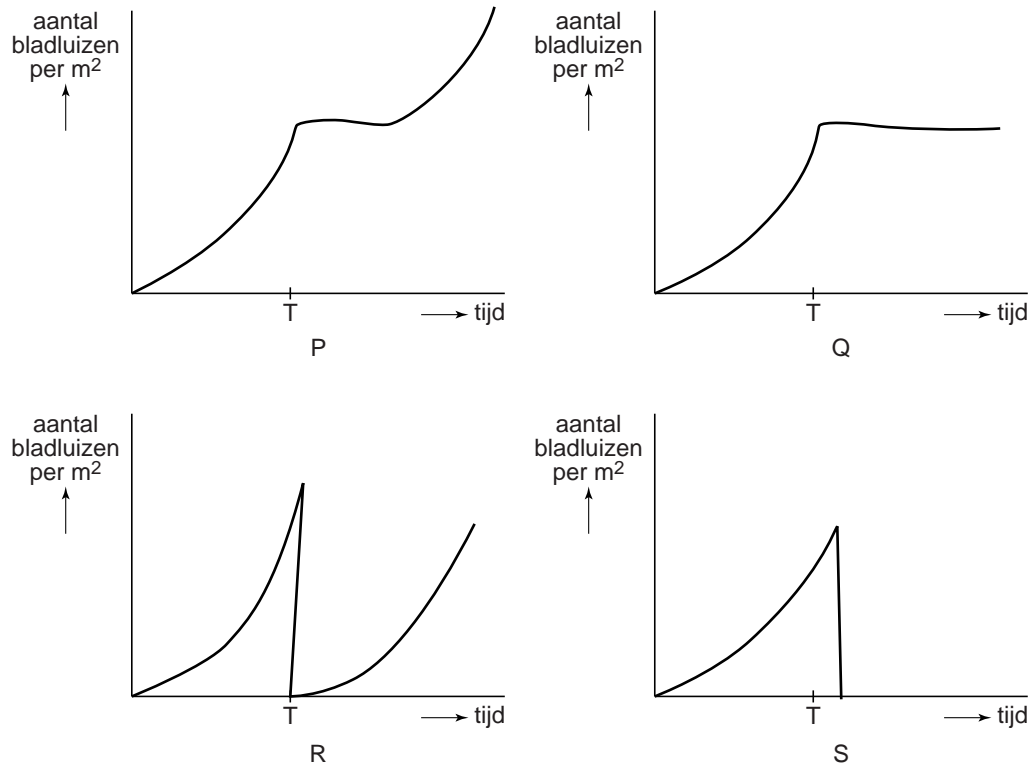 aantal
bladluizen
per m2
T
tijd
P
aantal
bladluizen
per m2
T
tijd
Q
aantal
bladluizen
per m2
T
tijd
R
aantal
bladluizen
per m2
T
tijd
S